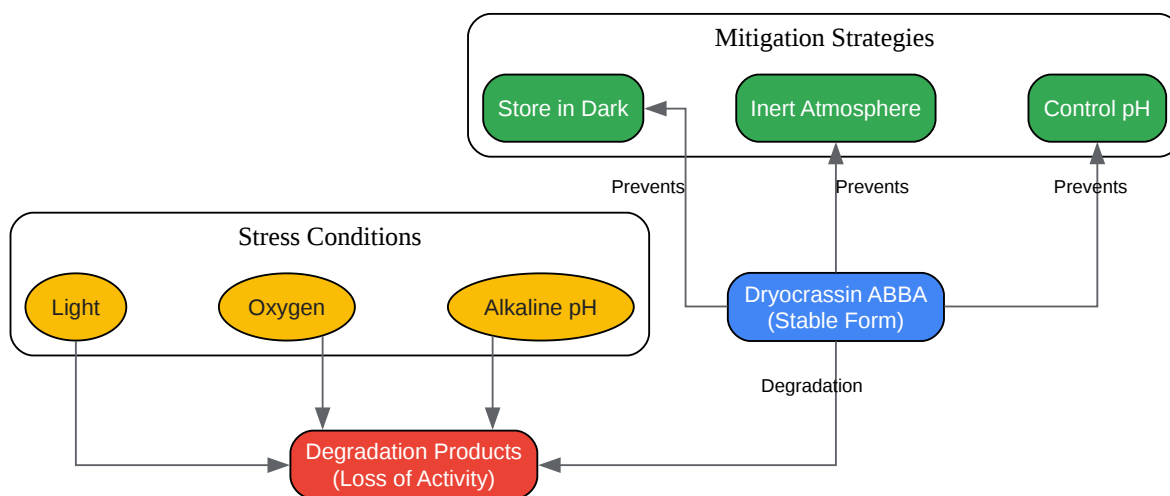 Mitigation Strategies
Store in Dark
Inert Atmosphere
Control pH
Prevents
Prevents
Prevents
Stress Conditions
Light
Oxygen
Alkaline pH
Dryocrassin ABBA
(Stable Form)
Degradation
Degradation Products
(Loss of Activity)